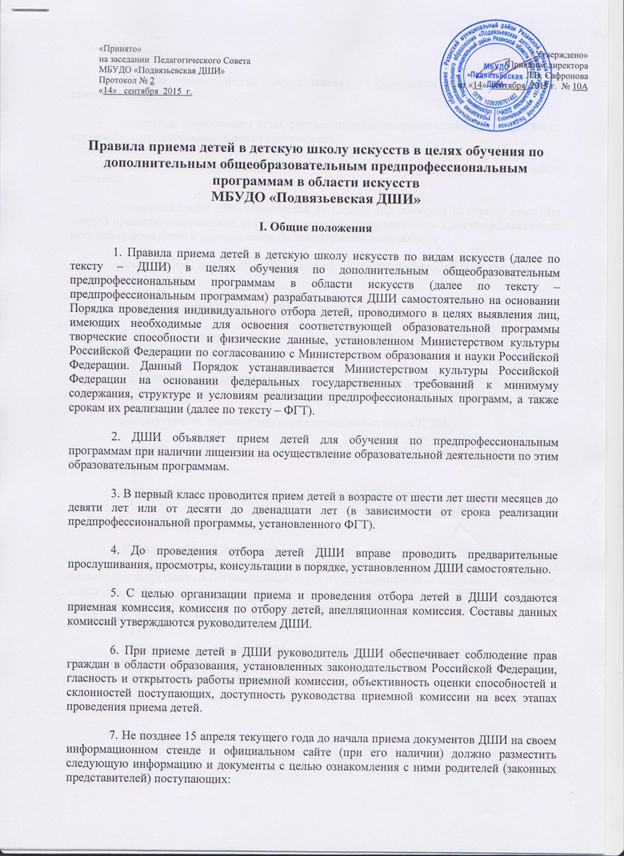 «Принято»
на заседании Педагогического Совета
МБУДО «Подвязьевская ДШИ»
Протокол № 2
«14» сентября 2015 г.
Утверждено»
Приказом директора
Л.В. Сафронова
от «14» сентября 2015 г. № 10А
МБУДО
«Подвязьевская
ДШИ»
Правила приема детей в детскую школу искусств в целях обучения по
дополнительным общеобразовательным предпрофессиональным
программам в области искусств
МБУДО «Подвязьевская ДШИ»
I. Общие положения
1. Правила приема детей в детскую школу искусств по видам искусств (далее по
тексту – ДШИ) в целях обучения по дополнительным общеобразовательным
предпрофессиональным программам в области искусств (далее по тексту –
предпрофессиональным программам) разрабатываются ДШИ самостоятельно на основании
Порядка проведения индивидуального отбора детей, проводимого в целях выявления лиц,
имеющих необходимые для освоения соответствующей образовательной программы
творческие способности и физические данные, установленном Министерством культуры
Российской Федерации по согласованию с Министерством образования и науки Российской
Федерации. Данный Порядок устанавливается Министерством культуры Российской
Федерации на основании федеральных государственных требований к минимуму
содержания, структуре и условиям реализации предпрофессиональных программ, а также
срокам их реализации (далее по тексту – ФГТ).
2. ДШИ объявляет прием детей для обучения по предпрофессиональным
программам при наличии лицензии на осуществление образовательной деятельности по этим
образовательным программам.
3. В первый класс проводится прием детей в возрасте от шести лет шести месяцев до
девяти лет или от десяти до двенадцати лет (в зависимости от срока реализации
предпрофессиональной программы, установленного ФГТ).
4. До проведения отбора детей ДШИ вправе проводить предварительные
прослушивания, просмотры, консультации в порядке, установленном ДШИ самостоятельно.
5. С целью организации приема и проведения отбора детей в ДШИ создаются
приемная комиссия, комиссия по отбору детей, апелляционная комиссия. Составы данных
комиссий утверждаются руководителем ДШИ.
6. При приеме детей в ДШИ руководитель ДШИ обеспечивает соблюдение прав
граждан в области образования, установленных законодательством Российской Федерации,
гласность и открытость работы приемной комиссии, объективность оценки способностей и
склонностей поступающих, доступность руководства приемной комиссии на всех этапах
проведения приема детей.
7. Не позднее 15 апреля текущего года до начала приема документов ДШИ на своем
информационном стенде и официальном сайте (при его наличии) должно разместить
следующую информацию и документы с целью ознакомления с ними родителей (законных
представителей) поступающих: